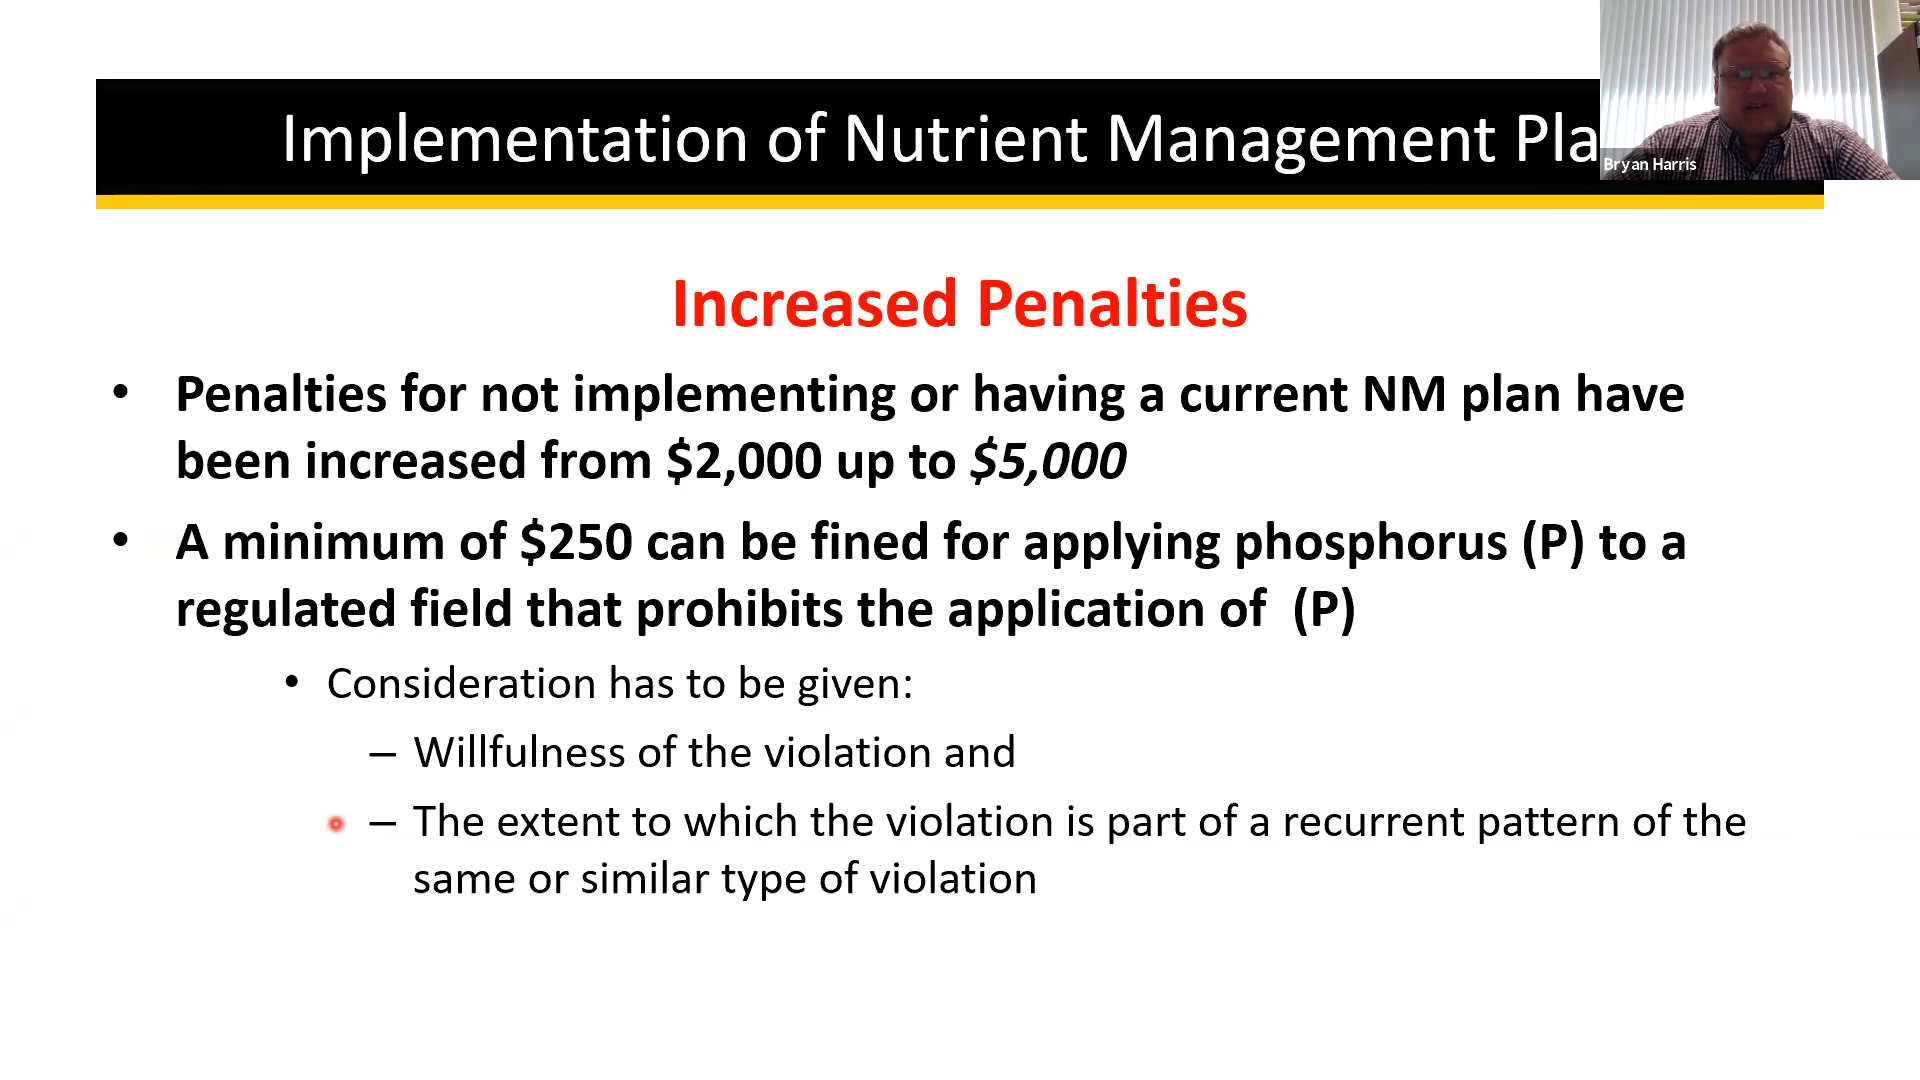 Implementation of Nutrient Management Pla
Bryan Harris
Increased Penalties
• Penalties for not implementing or having a current NM plan have
been increased from $2,000 up to $5,000
• A minimum of $250 can be fined for applying phosphorus (P) to a
regulated field that prohibits the application of  (P)
• Consideration has to be given:
– Willfulness of the violation and
– The extent to which the violation is part of a recurrent pattern of the
same or similar type of violation